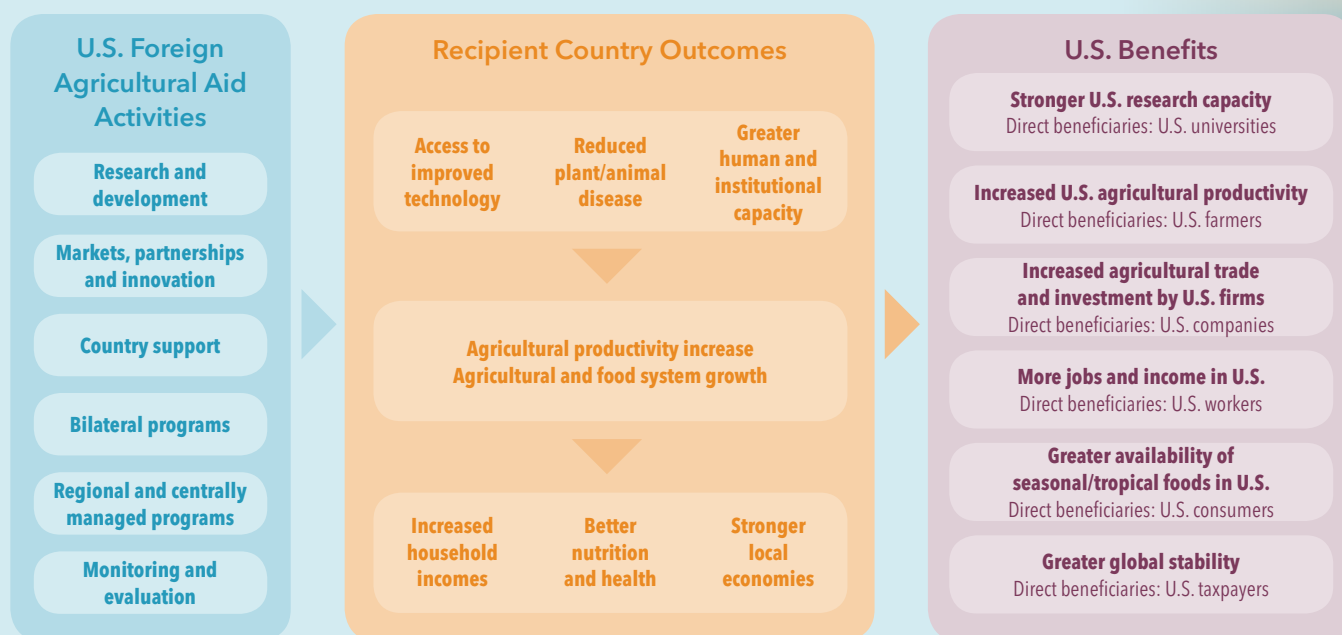 U.S. Foreign
Agricultural Aid
Activities
Research and
development
Markets, partnerships
and innovation
Country support
Bilateral programs
Regional and centrally
managed programs
Monitoring and
evaluation
Recipient Country Outcomes
Access to
improved
technology
Reduced
plant/animal
disease
Greater
human and
institutional
capacity
Agricultural productivity increase
Agricultural and food system growth
Increased
household
incomes
Better
nutrition
and health
Stronger
local
economies
U.S. Benefits
Stronger U.S. research capacity
Direct beneficiaries: U.S. universities
Increased U.S. agricultural productivity
Direct beneficiaries: U.S. farmers
Increased agricultural trade
and investment by U.S. firms
Direct beneficiaries: U.S. companies
More jobs and income in U.S.
Direct beneficiaries: U.S. workers
Greater availability of
seasonal/tropical foods in U.S.
Direct beneficiaries: U.S. consumers
Greater global stability
Direct beneficiaries: U.S. taxpayers